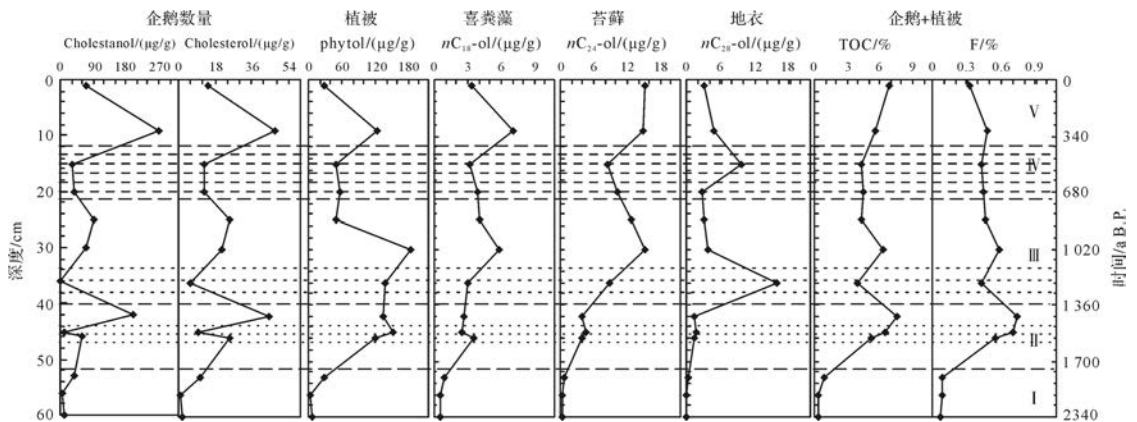 企鹅数量 植被 喜粪藻 苔藓 地衣 企鹅+植被
Cholestanol/(μg/g) Cholesterol/(μg/g) phytol/(μg/g) nC18-ol/(μg/g) nC24-ol/(μg/g) nC28-ol/(μg/g) TOC/% F/%
0 90 180 270 0 18 36 54 0 60 120 180 0 3 6 9 0 6 12 18 0 8 16 24 0 3 6 9 0 0.3 0.6 0.9
0 V 0
10 340
IV
20 680
30 III 1 020
40 1 360
II
50 1 700
I
60 2 340
深度/cm
时间/a B.P.